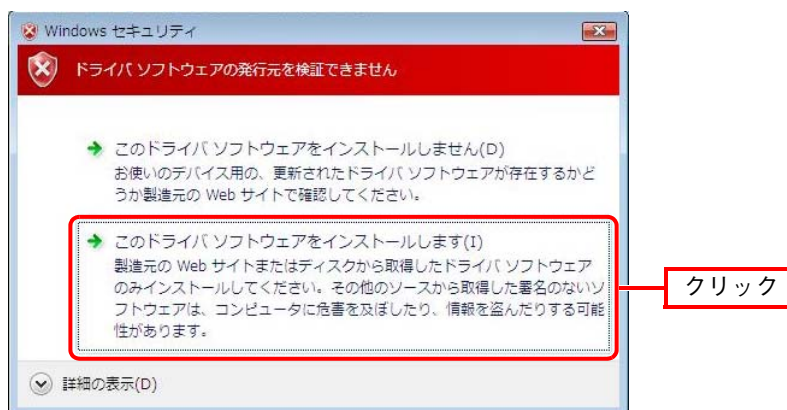 Windows セキュリティ
ドライバ ソフトウェアの発行元を検証できません
このドライバ ソフトウェアをインストールしません(D)
お使いのデバイス用の、更新されたドライバ ソフトウェアが存在するかど
うか製造元の Web サイトで確認してください。
このドライバ ソフトウェアをインストールします(I)
製造元の Web サイトまたはディスクから取得したドライバ ソフトウェア
のみインストールしてください。その他のソースから取得した署名のないソ
フトウェアは、コンピュータに危害を及ぼしたり、情報を盗んだりする可能
性があります。
クリック
詳細の表示(D)